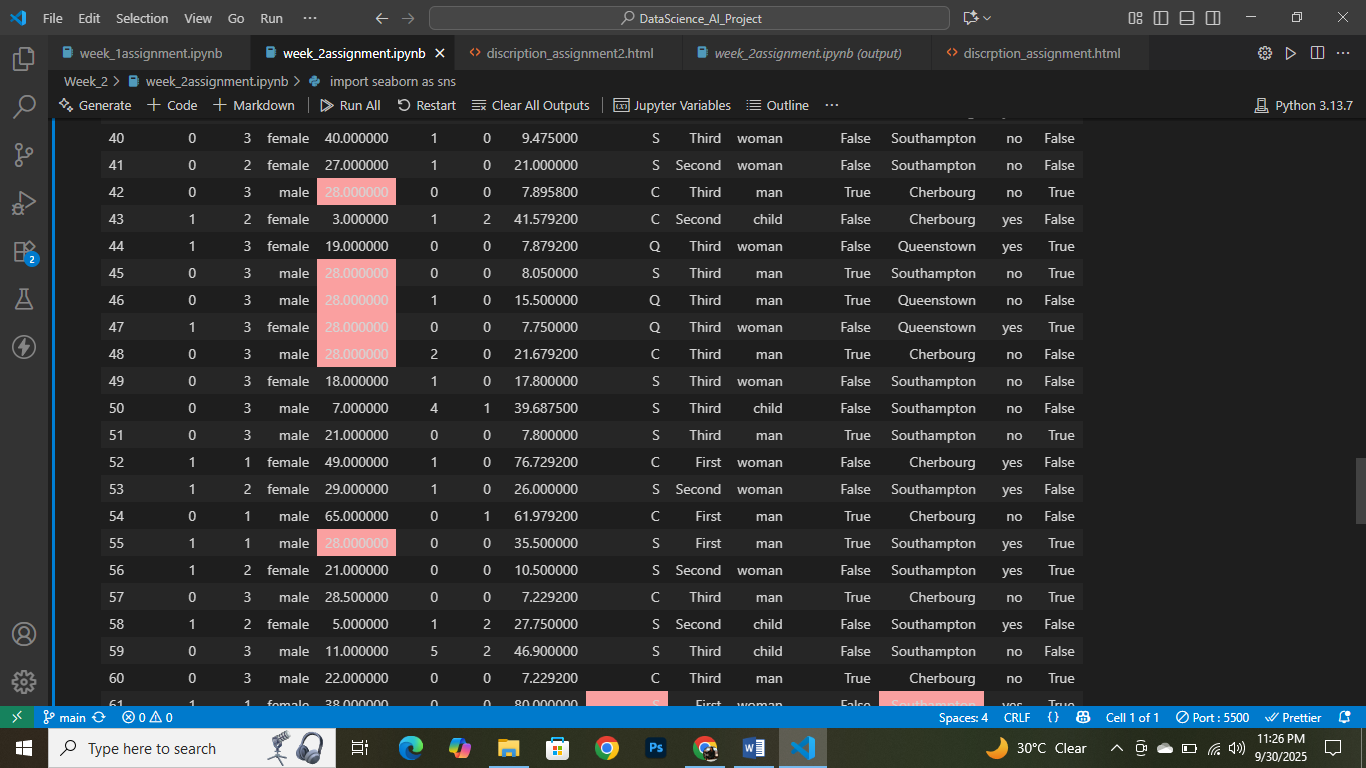 File Edit Selection View Go Run ··· DataScience_AI_Project
week_1assignment.ipynb week_2assignment.ipynb discription_assignment2.html week_2assignment.ipynb (output) discrption_assignment.html
Week_2 > week_2assignment.ipynb > import seaborn as sns
Generate + Code + Markdown Run All Restart Clear All Outputs Jupyter Variables Outline ··· Python 3.13.7
40 0 3 female 40.000000 1 0 9.475000 S Third woman False Southampton no False
41 0 2 female 27.000000 1 0 21.000000 S Second woman False Southampton no False
42 0 3 male 28.000000 0 0 7.895800 C Third man True Cherbourg no True
43 1 2 female 3.000000 1 2 41.579200 C Second child False Cherbourg yes False
44 1 3 female 19.000000 0 0 7.879200 Q Third woman False Queenstown yes True
45 0 3 male 28.000000 0 0 8.050000 S Third man True Southampton no True
46 0 3 male 28.000000 1 0 15.500000 Q Third man True Queenstown no False
47 1 3 female 28.000000 0 0 7.750000 Q Third woman False Queenstown yes True
48 0 3 male 28.000000 2 0 21.679200 C Third man True Cherbourg no False
49 0 3 female 18.000000 1 0 17.800000 S Third woman False Southampton no False
50 0 3 male 7.000000 4 1 39.687500 S Third child False Southampton no False
51 0 3 male 21.000000 0 0 7.800000 S Third man True Southampton no True
52 1 1 female 49.000000 1 0 76.729200 C First woman False Cherbourg yes False
53 1 2 female 29.000000 1 0 26.000000 S Second woman False Southampton yes False
54 0 1 male 65.000000 0 1 61.979200 C First man True Cherbourg no False
55 1 1 male 28.000000 0 0 35.500000 S First man True Southampton yes True
56 1 2 female 21.000000 0 0 10.500000 S Second woman False Southampton yes True
57 0 3 male 28.500000 0 0 7.229200 C Third man True Cherbourg no True
58 1 2 female 5.000000 1 2 27.750000 S Second child False Southampton yes False
59 0 3 male 11.000000 5 2 46.900000 S Third child False Southampton no False
60 0 3 male 22.000000 0 0 7.229200 C Third man True Cherbourg no True
61 1 1 female 38.000000 0 0 80.000000 S First woman False Southampton yes True
2
main 0 0 Spaces: 4 CRLF {} Cell 1 of 1 Port : 5500 Prettier
Type here to search Ps W 30°C Clear 11:26 PM
9/30/2025